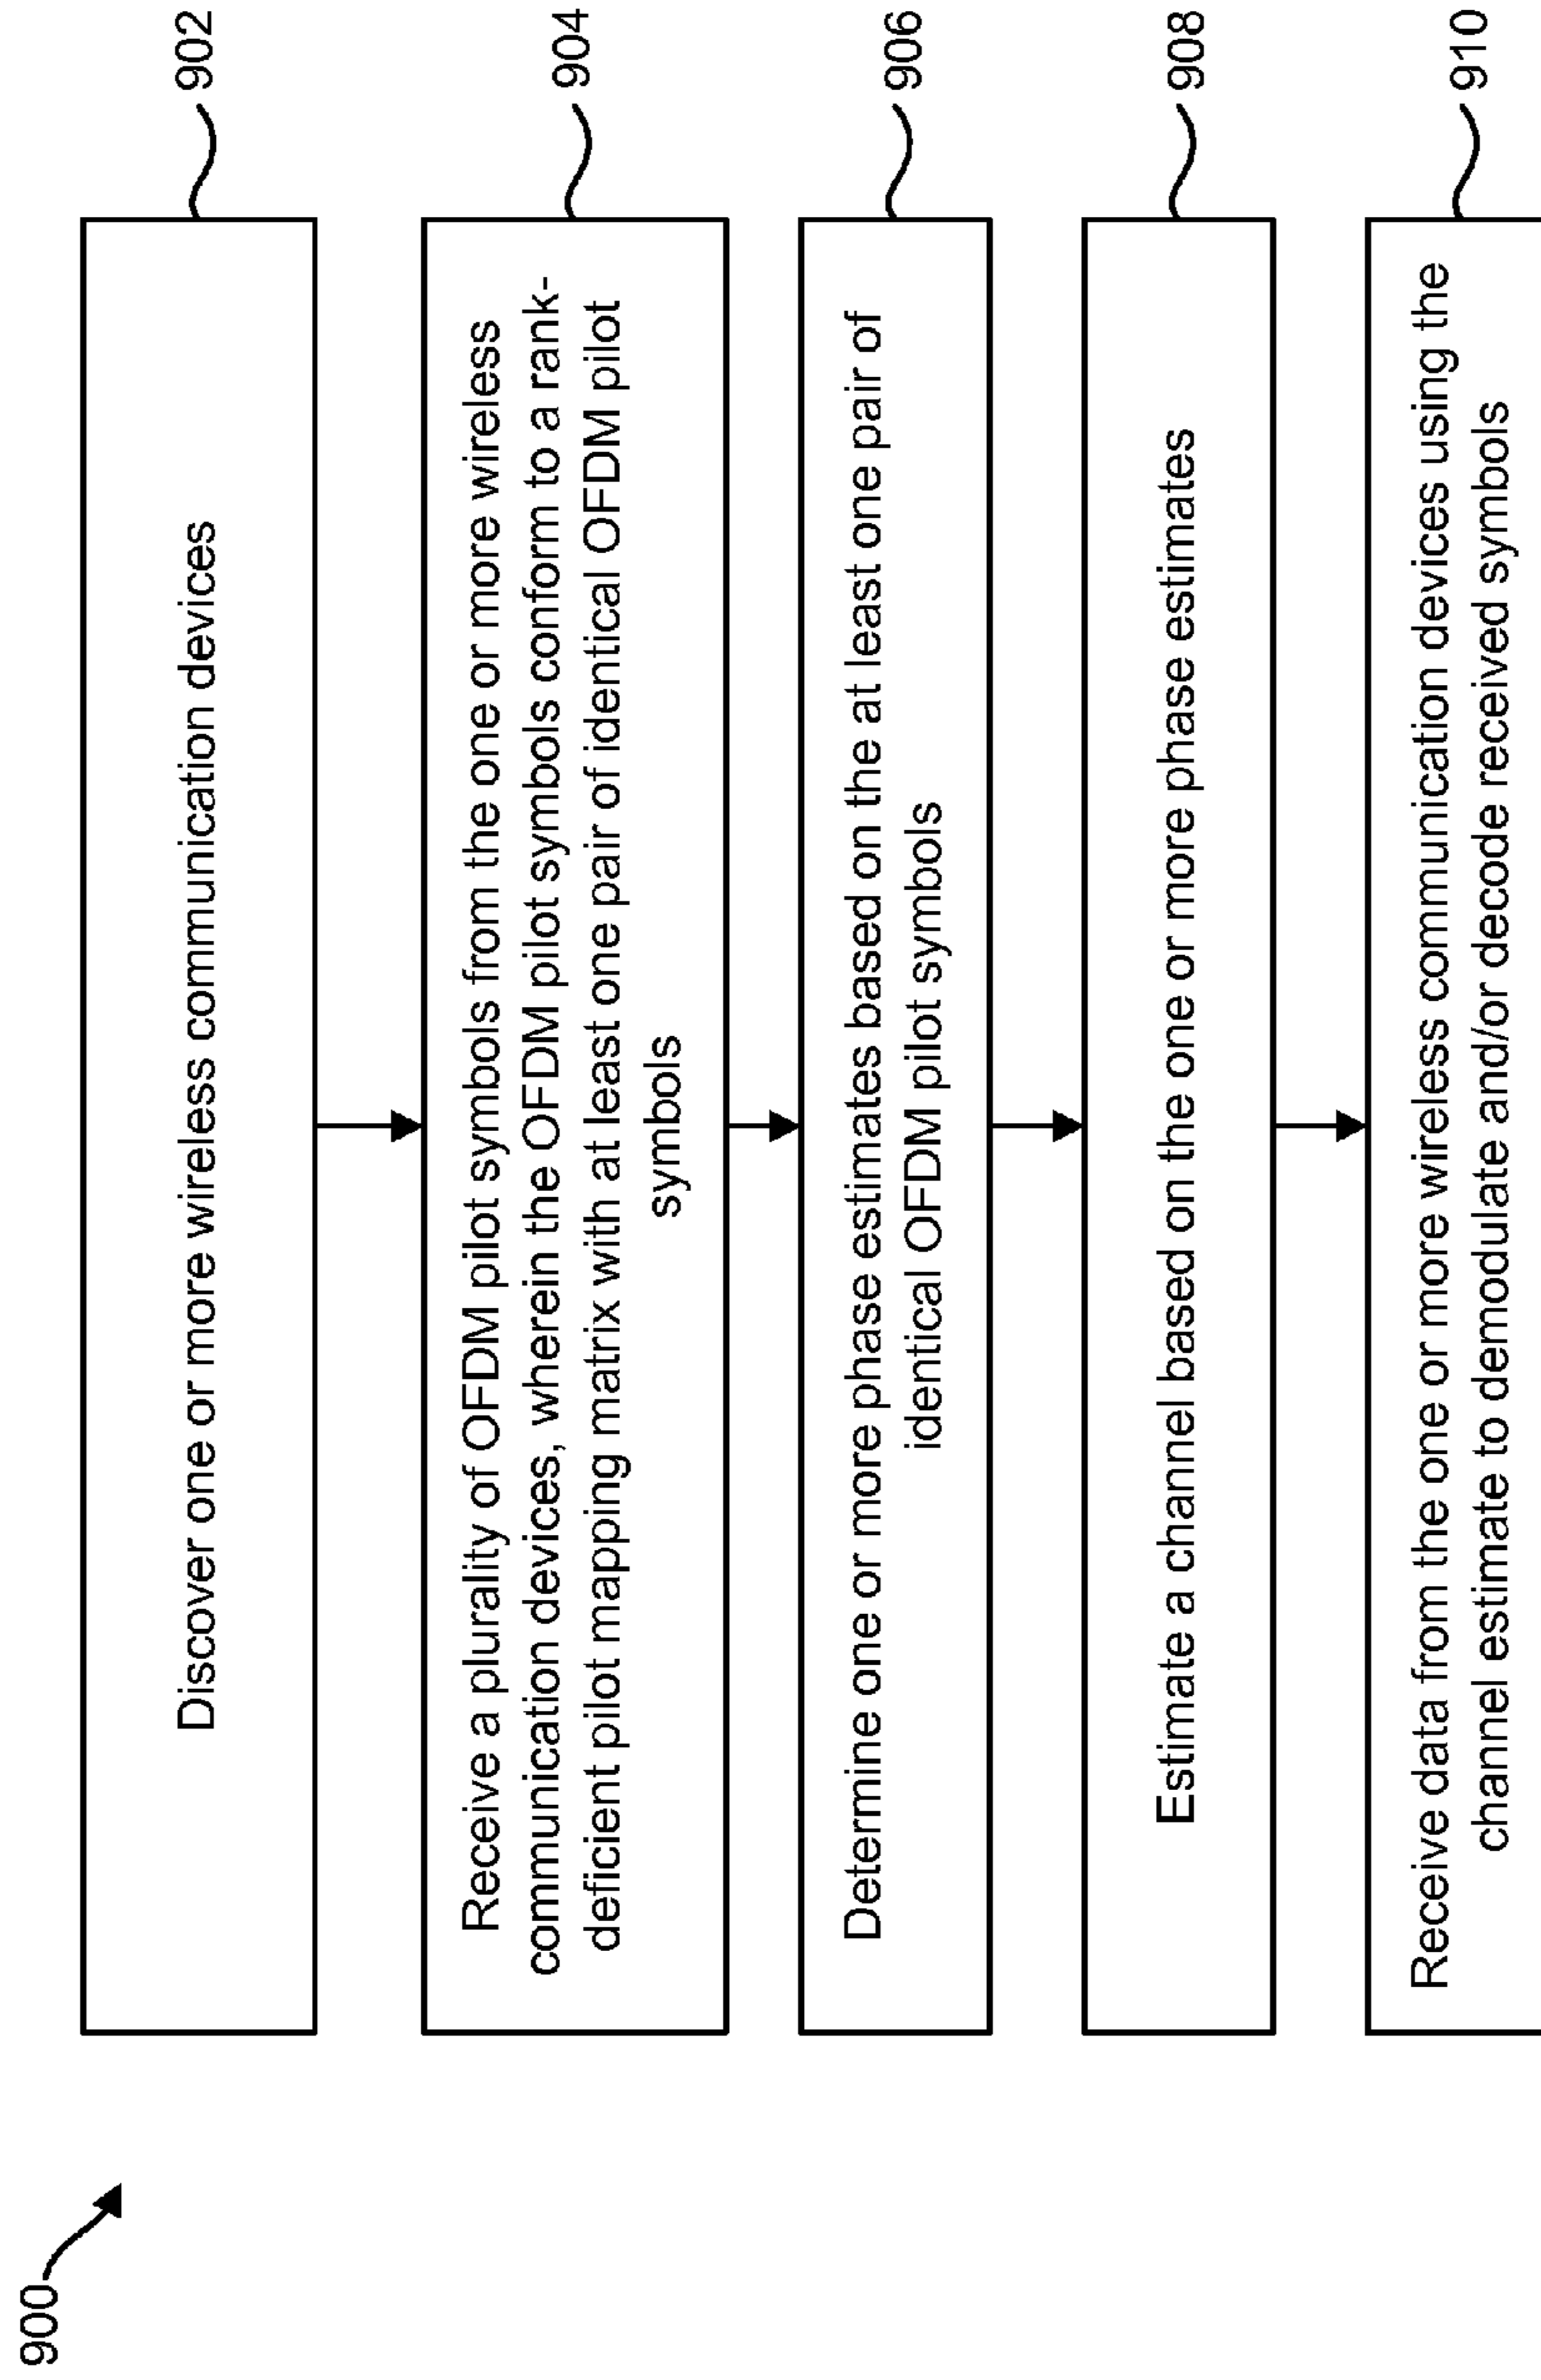 900
Discover one or more wireless communication devices
902
Receive a plurality of OFDM pilot symbols from the one or more wireless
communication devices, wherein the OFDM pilot symbols conform to a rank-
deficient pilot mapping matrix with at least one pair of identical OFDM pilot
symbols
904
Determine one or more phase estimates based on the at least one pair of
identical OFDM pilot symbols
906
Estimate a channel based on the one or more phase estimates
908
Receive data from the one or more wireless communication devices using the
channel estimate to demodulate and/or decode received symbols
910